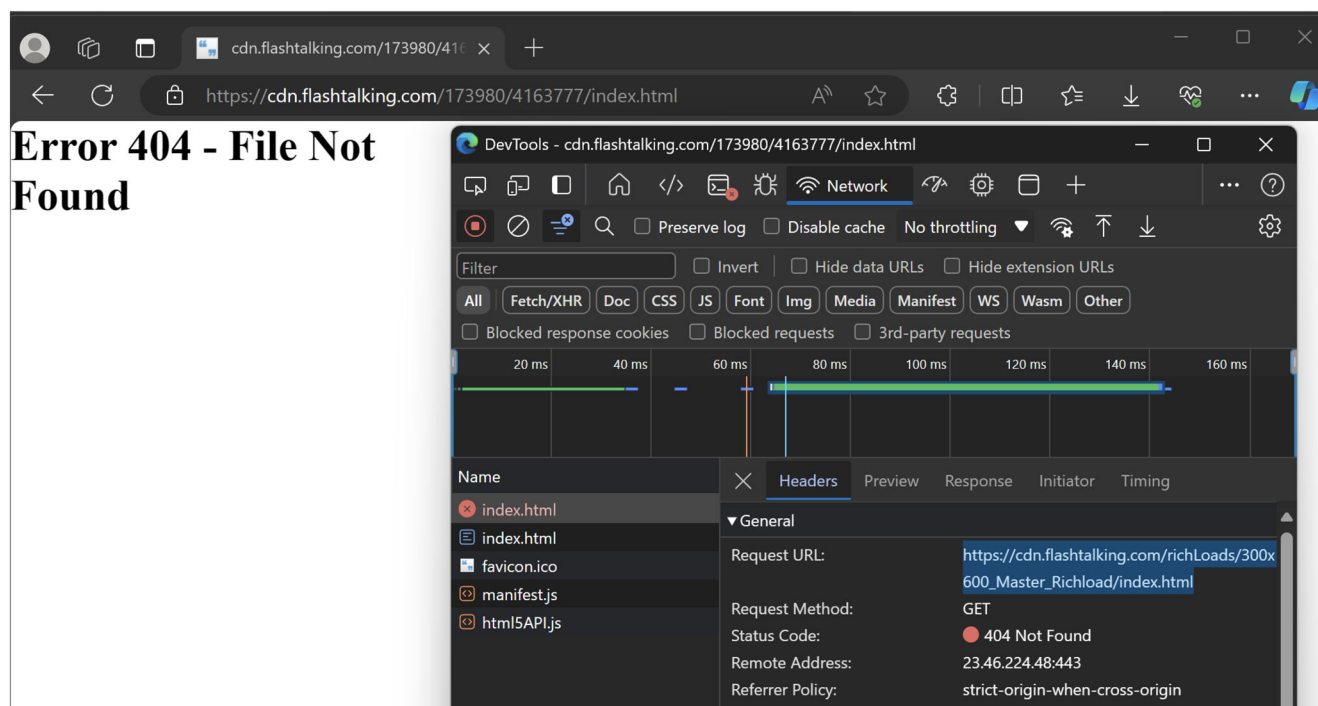 cdn.flashtalking.com/173980/416
https://cdn.flashtalking.com/173980/4163777/index.html
Error 404 - File Not
Found
DevTools - cdn.flashtalking.com/173980/4163777/index.html
Network
Preserve log Disable cache No throttling
Filter Invert Hide data URLs Hide extension URLs
All Fetch/XHR Doc CSS JS Font Img Media Manifest WS Wasm Other
Blocked response cookies Blocked requests 3rd-party requests
20 ms 40 ms 60 ms 80 ms 100 ms 120 ms 140 ms 160 ms
Name
index.html
index.html
favicon.ico
manifest.js
html5API.js
Headers Preview Response Initiator Timing
General
Request URL: https://cdn.flashtalking.com/richLoads/300x
600_Master_Richload/index.html
Request Method: GET
Status Code: 404 Not Found
Remote Address: 23.46.224.48:443
Referrer Policy: strict-origin-when-cross-origin